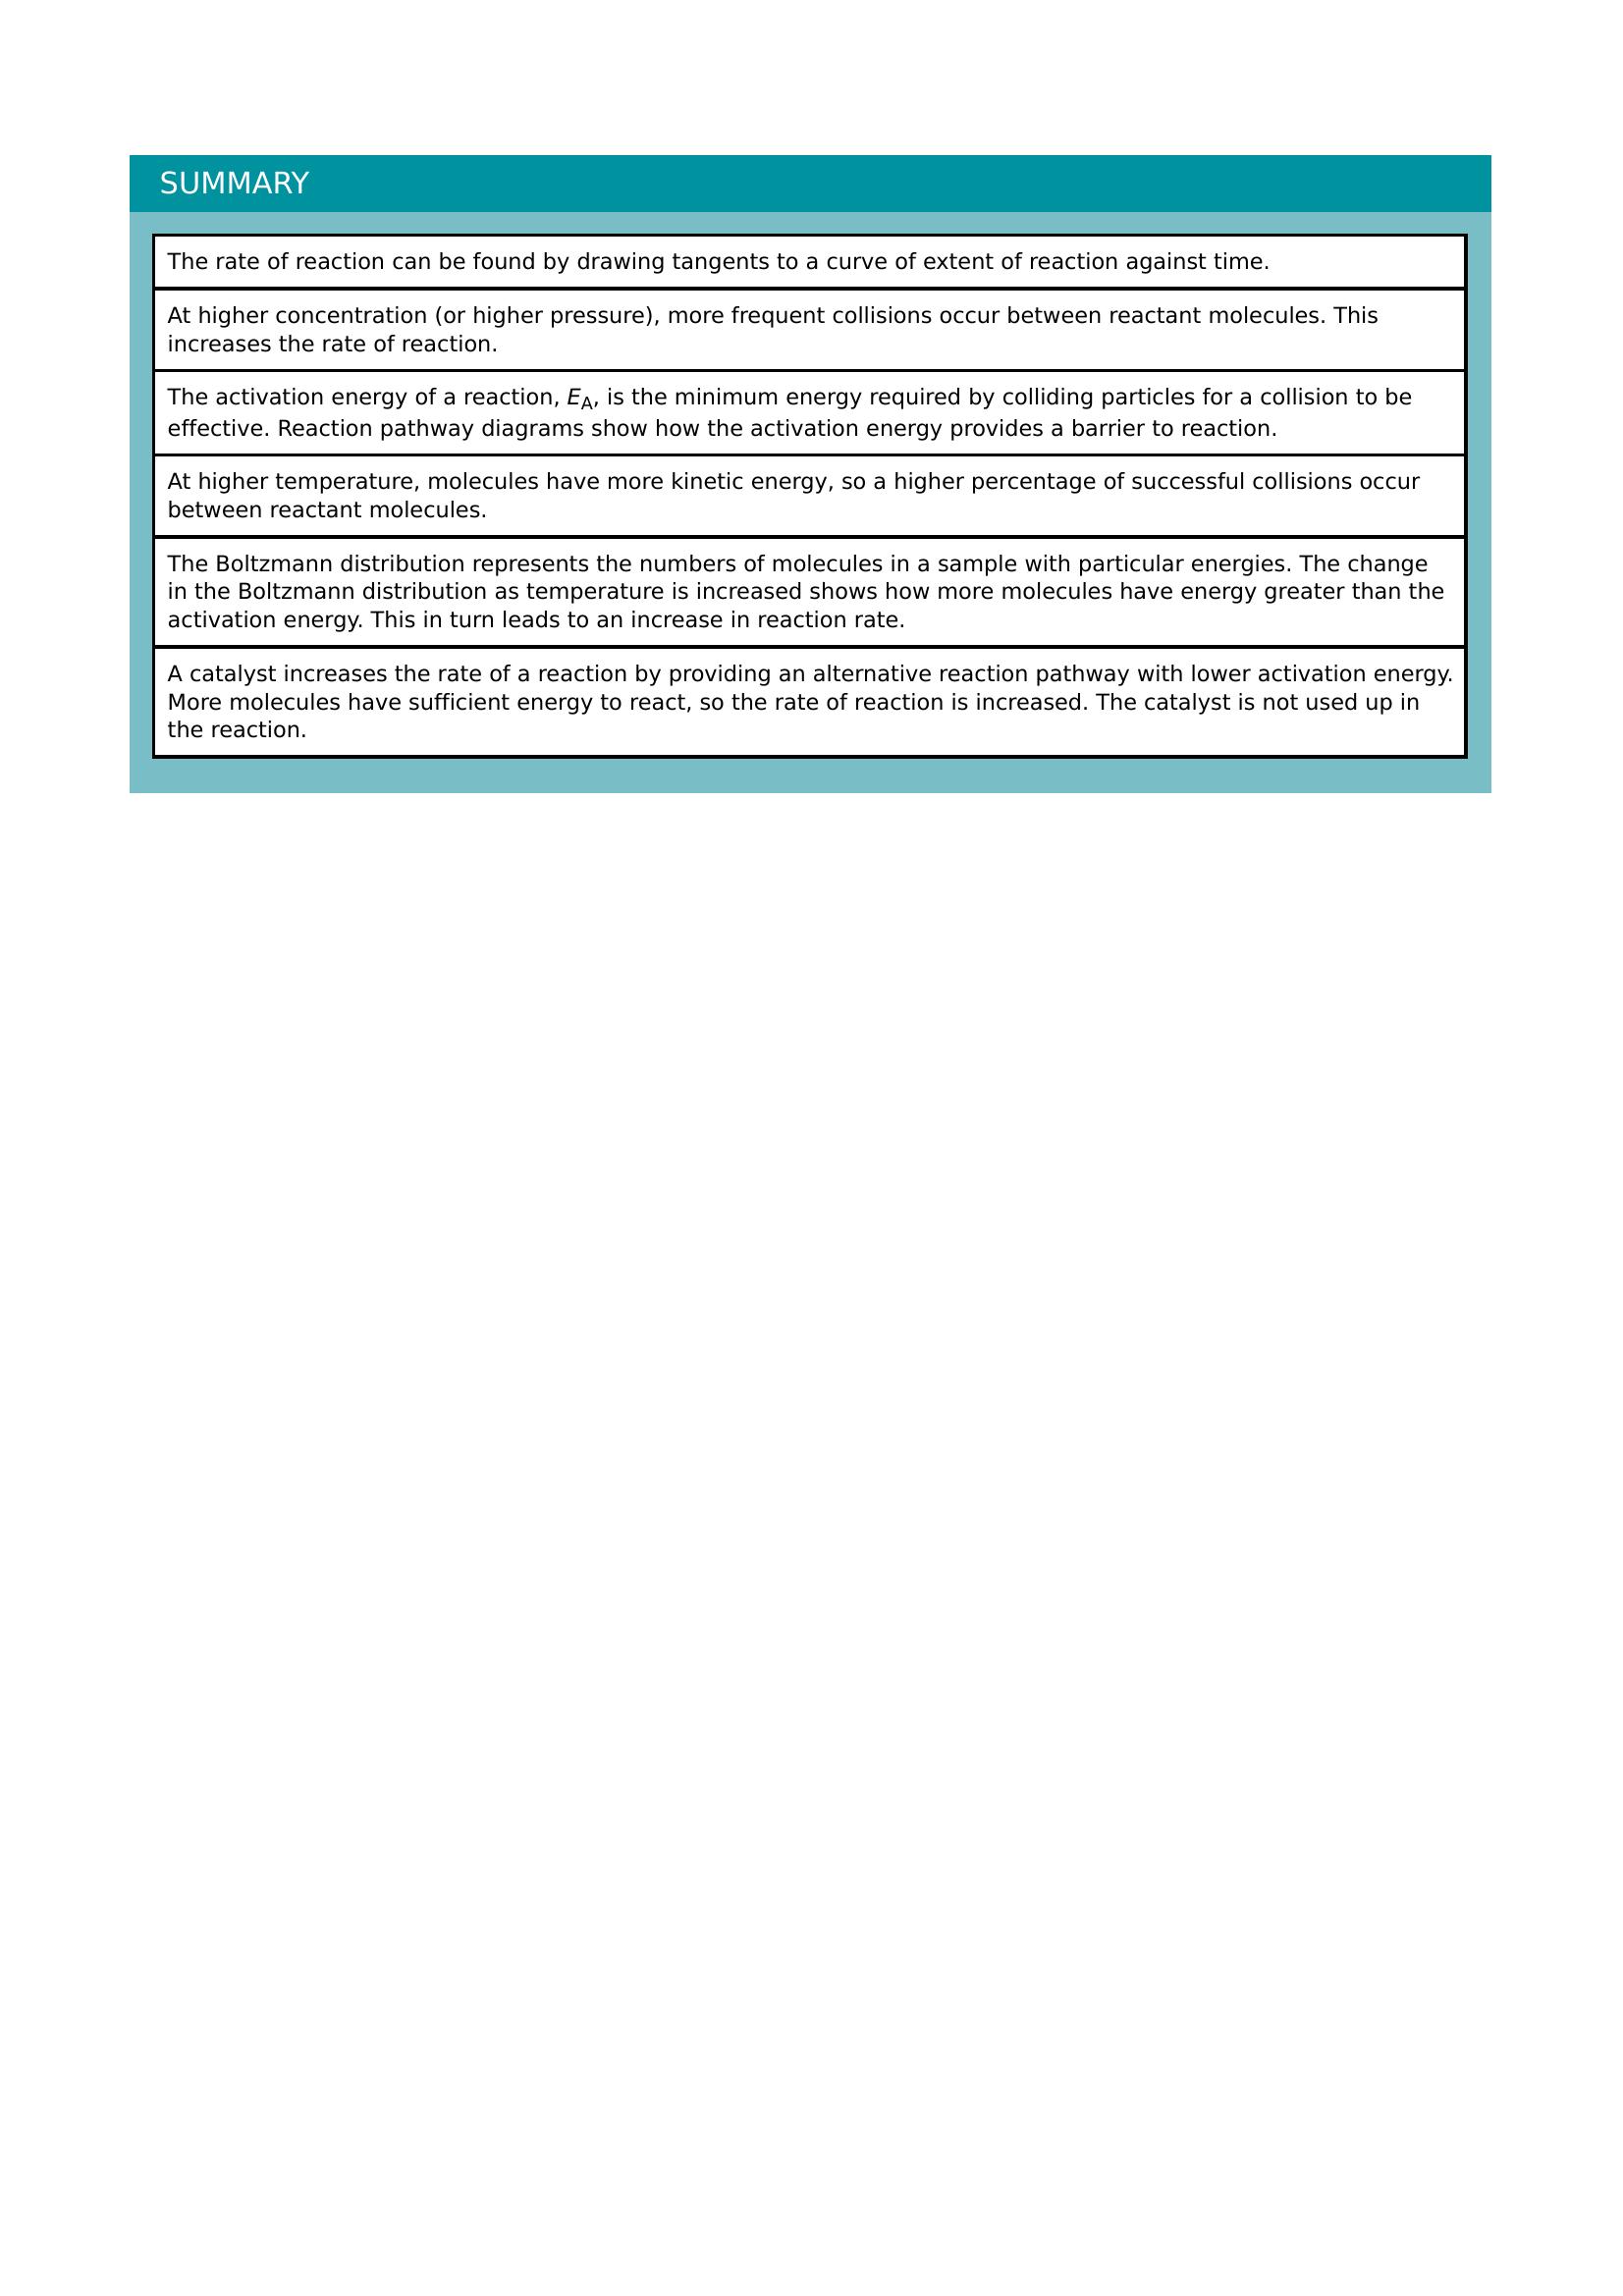 SUMMARY
The rate of reaction can be found by drawing tangents to a curve of extent of reaction against time.
At higher concentration (or higher pressure), more frequent collisions occur between reactant molecules. This
increases the rate of reaction.
The activation energy of a reaction, EA, is the minimum energy required by colliding particles for a collision to be
effective. Reaction pathway diagrams show how the activation energy provides a barrier to reaction.
At higher temperature, molecules have more kinetic energy, so a higher percentage of successful collisions occur
between reactant molecules.
The Boltzmann distribution represents the numbers of molecules in a sample with particular energies. The change
in the Boltzmann distribution as temperature is increased shows how more molecules have energy greater than the
activation energy. This in turn leads to an increase in reaction rate.
A catalyst increases the rate of a reaction by providing an alternative reaction pathway with lower activation energy.
More molecules have sufficient energy to react, so the rate of reaction is increased. The catalyst is not used up in
the reaction.